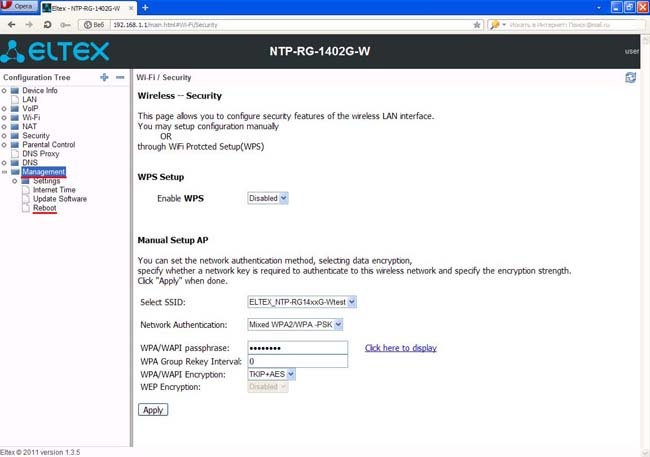 Opera
Eltex - NTP-RG-1402G-W
Веб
192.168.1.1/main.html#Wi-Fi/Security
Искать в Интернет: Поиск@mail.ru
ELTEX
NTP-RG-1402G-W
user
Configuration Tree
Wi-Fi / Security
Device Info
LAN
VoIP
Wi-Fi
NAT
Security
Parental Control
DNS Proxy
DNS
Management
Settings
Internet Time
Update Software
Reboot
Wireless -- Security
This page allows you to configure security features of the wireless LAN interface.
You may setup configuration manually
OR
through WiFi Protcted Setup(WPS)
WPS Setup
Enable WPS
Disabled
Manual Setup AP
You can set the network authentication method, selecting data encryption,
specify whether a network key is required to authenticate to this wireless network and specify the encryption strength.
Click "Apply" when done.
Select SSID:
ELTEX_NTP-RG14xxG-Wtest
Network Authentication:
Mixed WPA2/WPA -PSK
WPA/WAPI passphrase:
••••••••
Click here to display
WPA Group Rekey Interval:
0
WPA/WAPI Encryption:
TKIP+AES
WEP Encryption:
Disabled
Apply
Eltex © 2011 version 1.3.5